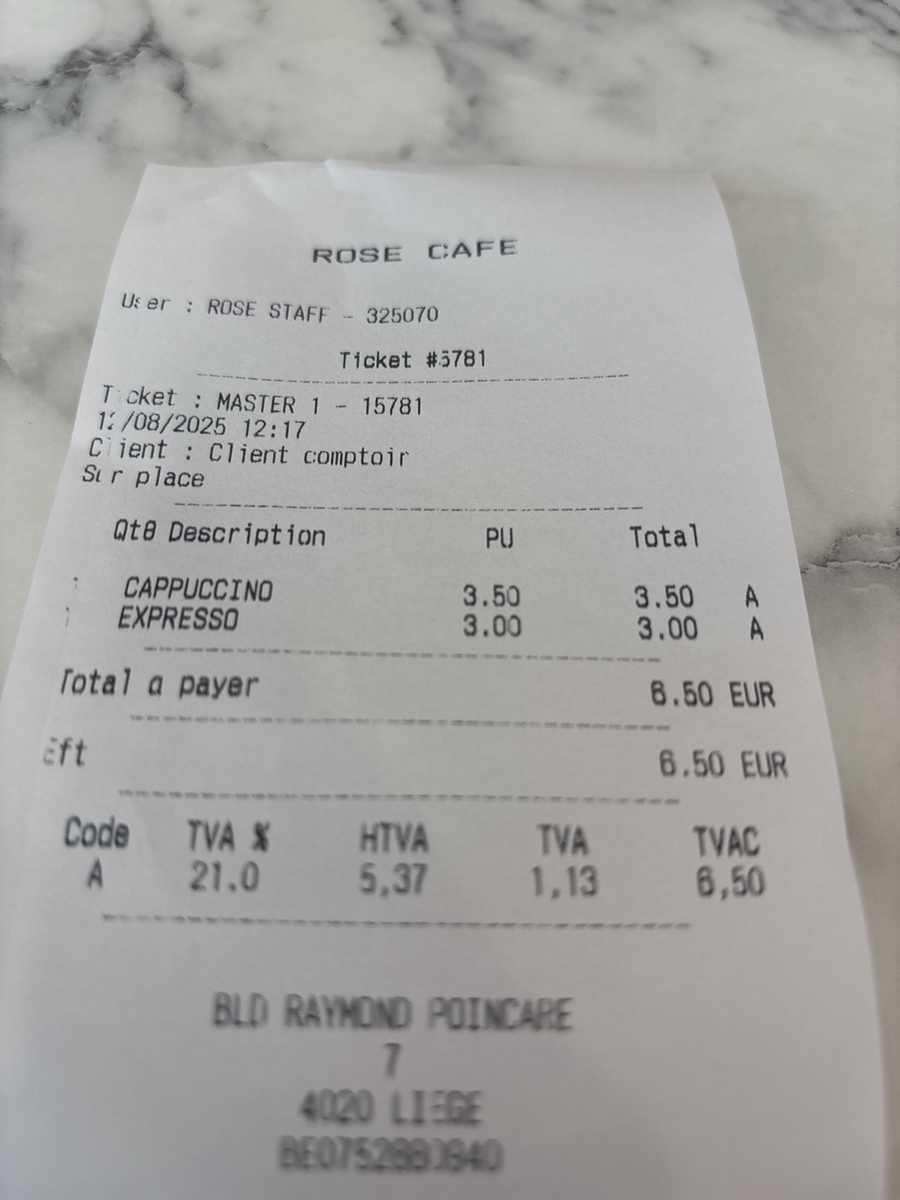 ROSE CAFE
User : ROSE STAFF - 325070
Ticket #5781
Ticket : MASTER 1 - 15781
12:17
Client : Client comptoir
Sur place
Qté Description PU Total
CAPPUCCINO 3.50 3.50 A
EXPRESSO 3.00 3.00 A
Total a payer 6.50 EUR
Eft 6.50 EUR
Code TVA % HTVA TVA TVAC
A 21.0 5,37 1,13 6,50
BLD RAYMOND POINCARE
7
4020 LIEGE